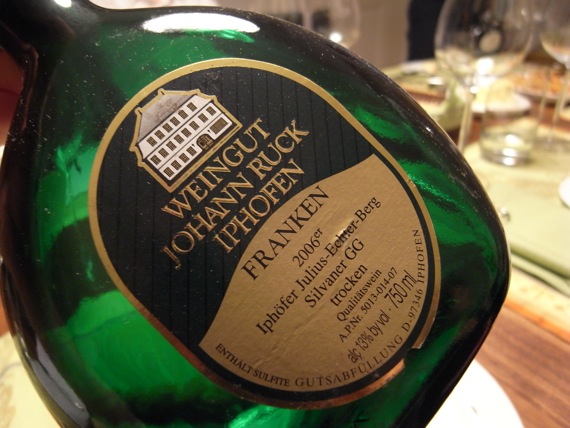 WEINGUT
JOHANN RUCK
IPHOFEN
FRANKEN
2006er
Iphöfer Julius-Echter-Berg
Silvaner GG
trocken
Qualitätswein
A.P.Nr. 5013-014-07
alc 13% by vol · 750 ml
ENTHÄLT SULFITE GUTSABFÜLLUNG D-97346 IPHOFEN